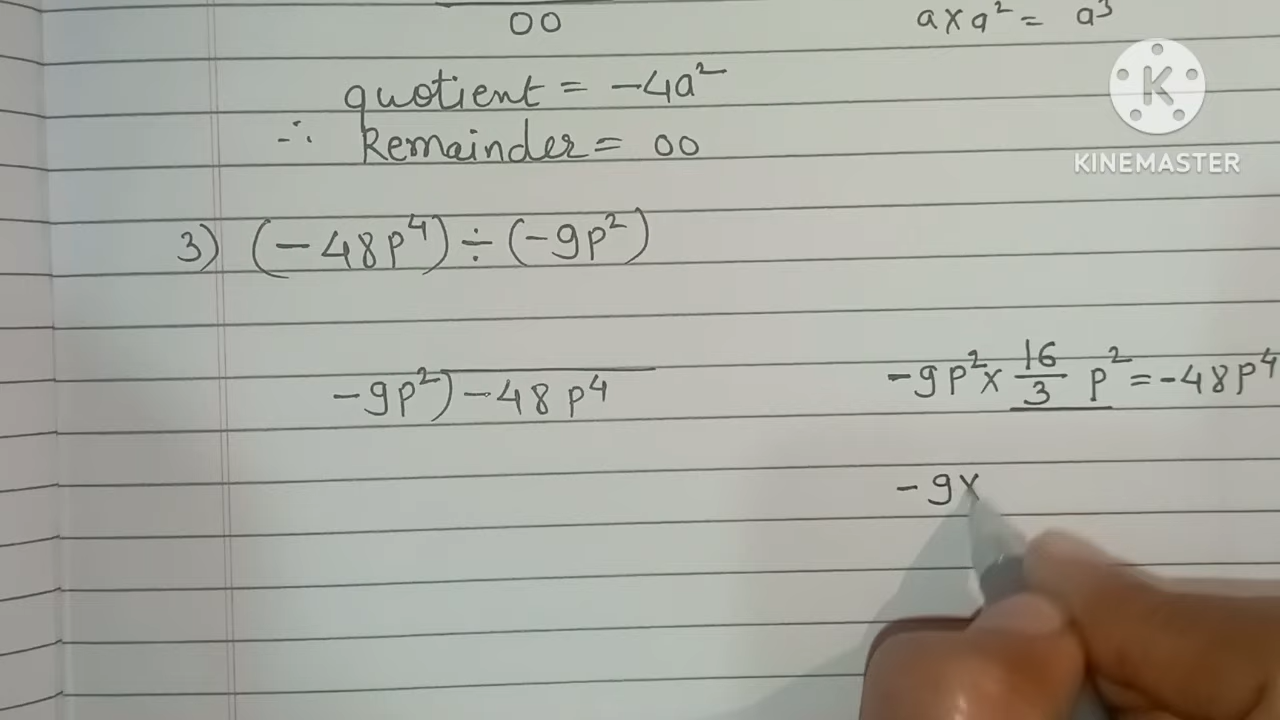 00
a x a² = a³
quotient = -4a²
∴ Remainder = 00
KINEMASTER
3) (-48p⁴) ÷ (-9p²)
-9p² x 16/3 p² = -48p⁴
-9p²) -48p⁴
-9x